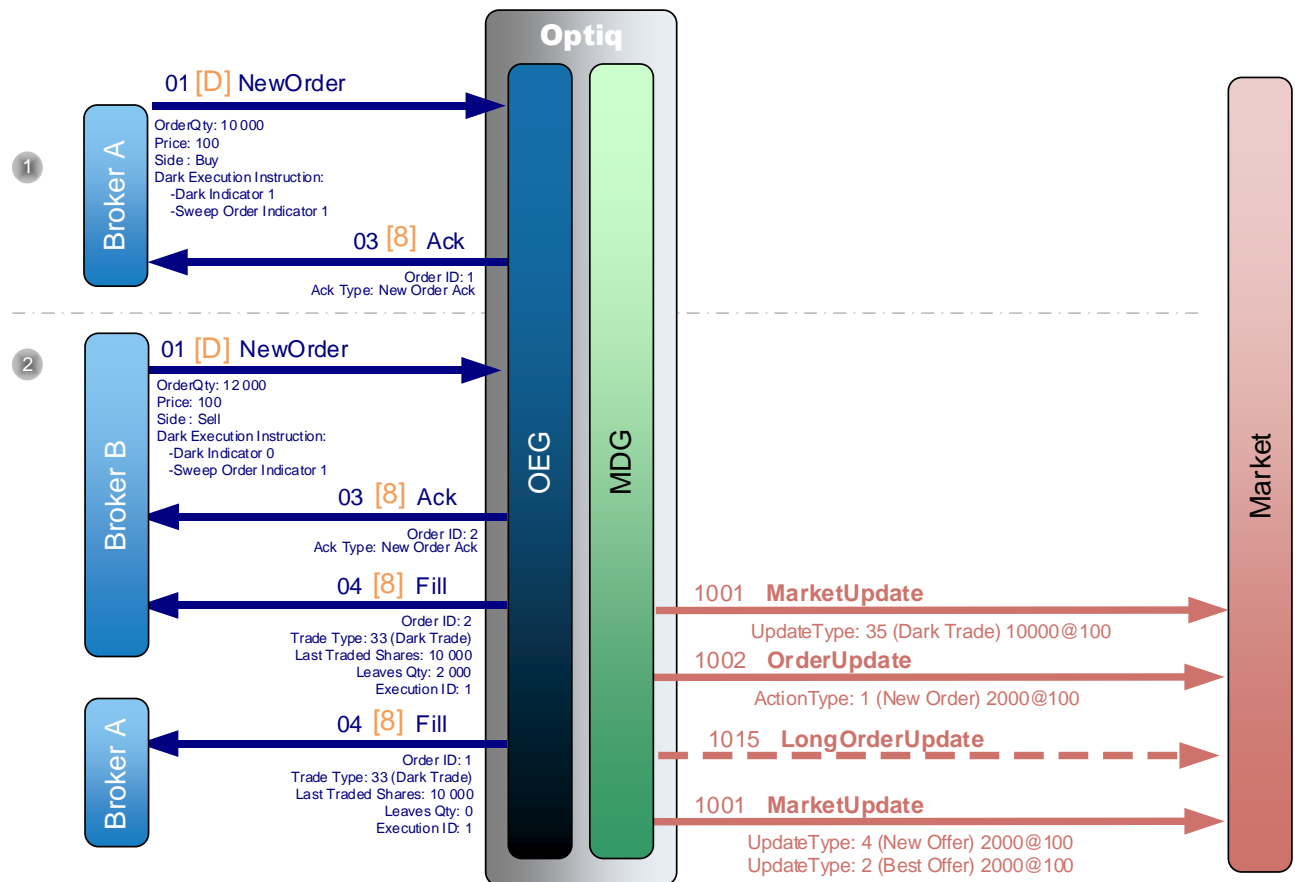 Optiq
01 [D] NewOrder
1
Broker A
OrderQty: 10 000
Price: 100
Side : Buy
Dark Execution Instruction:
-Dark Indicator 1
-Sweep Order Indicator 1
03 [8] Ack
Order ID: 1
Ack Type: New Order Ack
2
Broker B
01 [D] NewOrder
OrderQty: 12 000
Price: 100
Side : Sell
Dark Execution Instruction:
-Dark Indicator 0
-Sweep Order Indicator 1
03 [8] Ack
Order ID: 2
Ack Type: New Order Ack
04 [8] Fill
Order ID: 2
Trade Type: 33 (Dark Trade)
Last Traded Shares: 10 000
Leaves Qty: 2 000
Execution ID: 1
Broker A
04 [8] Fill
Order ID: 1
Trade Type: 33 (Dark Trade)
Last Traded Shares: 10 000
Leaves Qty: 0
Execution ID: 1
OEG
MDG
1001 MarketUpdate
UpdateType: 35 (Dark Trade) 10000@100
1002 OrderUpdate
ActionType: 1 (New Order) 2000@100
1015 LongOrderUpdate
1001 MarketUpdate
UpdateType: 4 (New Offer) 2000@100
UpdateType: 2 (Best Offer) 2000@100
Market